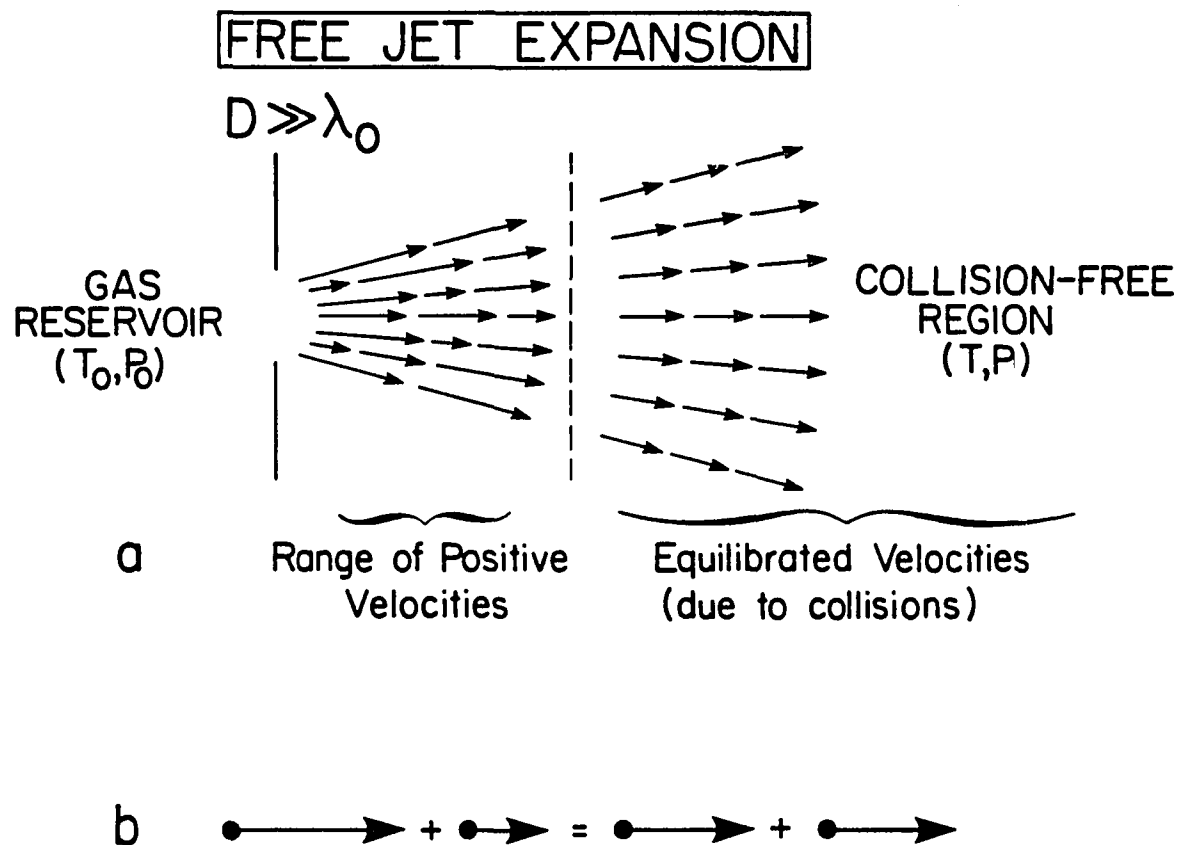 FREE JET EXPANSION
D≫λ₀
GAS
RESERVOIR
(T₀,P₀)
COLLISION-FREE
REGION
(T,P)
a
Range of Positive
Velocities
Equilibrated Velocities
(due to collisions)
b
+ = +